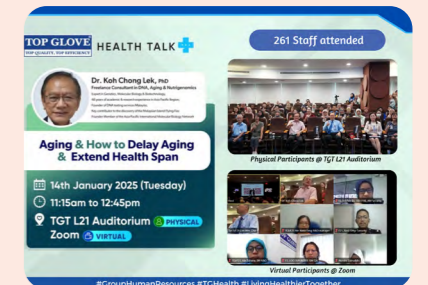 TOP GLOVE
TOP QUALITY, TOP EFFICIENCY
HEALTH TALK
261 Staff attended
Dr. Koh Chong Lek, PhD
Freelance Consultant in DNA, Aging & Nutrigenomics
Aging & How to Delay Aging
& Extend Health Span
14th January 2025 (Tuesday)
11:15am to 12:45pm
TGT L21 Auditorium PHYSICAL
Zoom VIRTUAL
Physical Participants @ TGT L21 Auditorium
Virtual Participants @ Zoom
#GroupHumanResources #TGHealth #LivingHealthierTogether